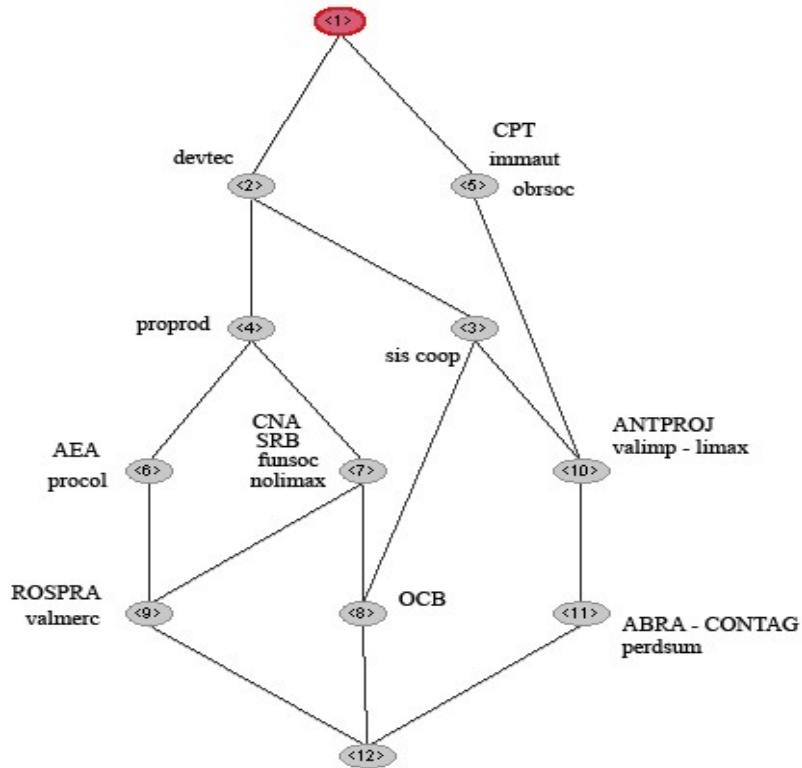 <1>
CPT
devtec
immaut
<2>
<5>
obrsoc
proprod
<4>
<3>
sis coop
CNA
SRB
funsoc
nolimax
ANTPROJ
valimp - limax
AEA
procol
<6>
<7>
<10>
ROSPRA
valmerc
<9>
<8>
OCB
<11>
ABRA - CONTAG
perdsum
<12>